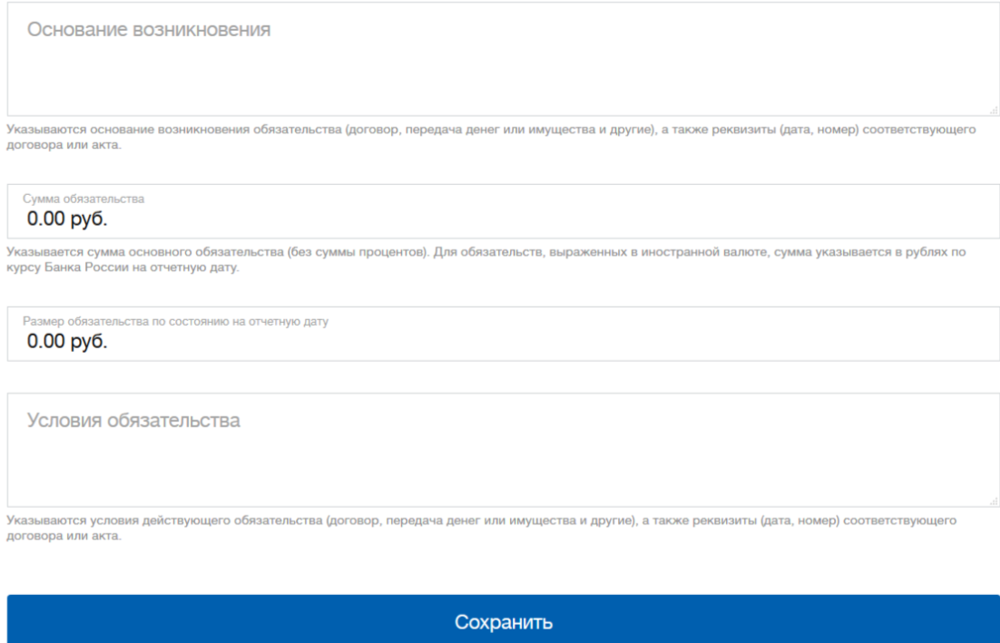 Основание возникновения
Указываются основание возникновения обязательства (договор, передача денег или имущества и другие), а также реквизиты (дата, номер) соответствующего
договора или акта.
Сумма обязательства
0.00 руб.
Указывается сумма основного обязательства (без суммы процентов). Для обязательств, выраженных в иностранной валюте, сумма указывается в рублях по
курсу Банка России на отчетную дату.
Размер обязательства по состоянию на отчетную дату
0.00 руб.
Условия обязательства
Указываются условия действующего обязательства (договор, передача денег или имущества и другие), а также реквизиты (дата, номер) соответствующего
договора или акта.
Сохранить